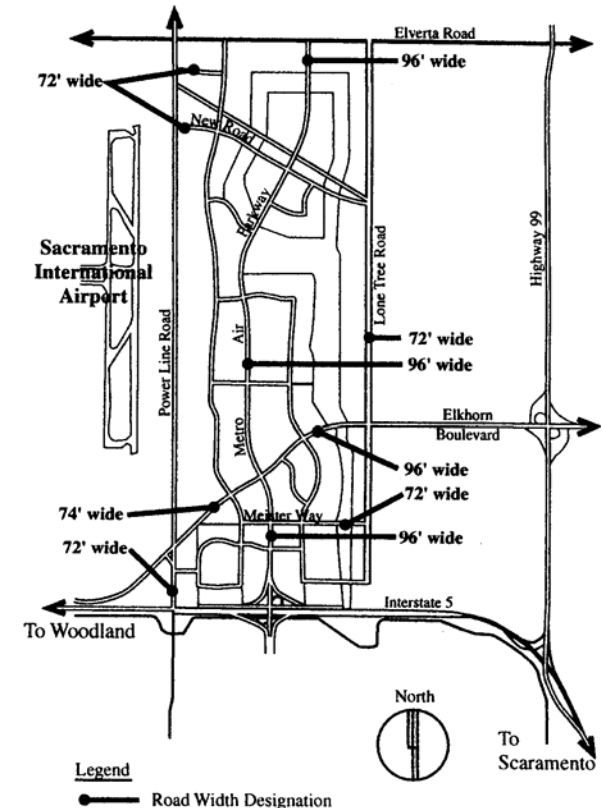 Elverta Road
96' wide
72' wide
New Road
Parkway
Sacramento
International
Airport
Power Line Road
Lone Tree Road
Highway 99
Air
72' wide
96' wide
Metro
Elkhorn
Boulevard
96' wide
72' wide
74' wide
Meister Way
72' wide
96' wide
Interstate 5
To Woodland
North
To
Scaramento
Legend
Road Width Designation